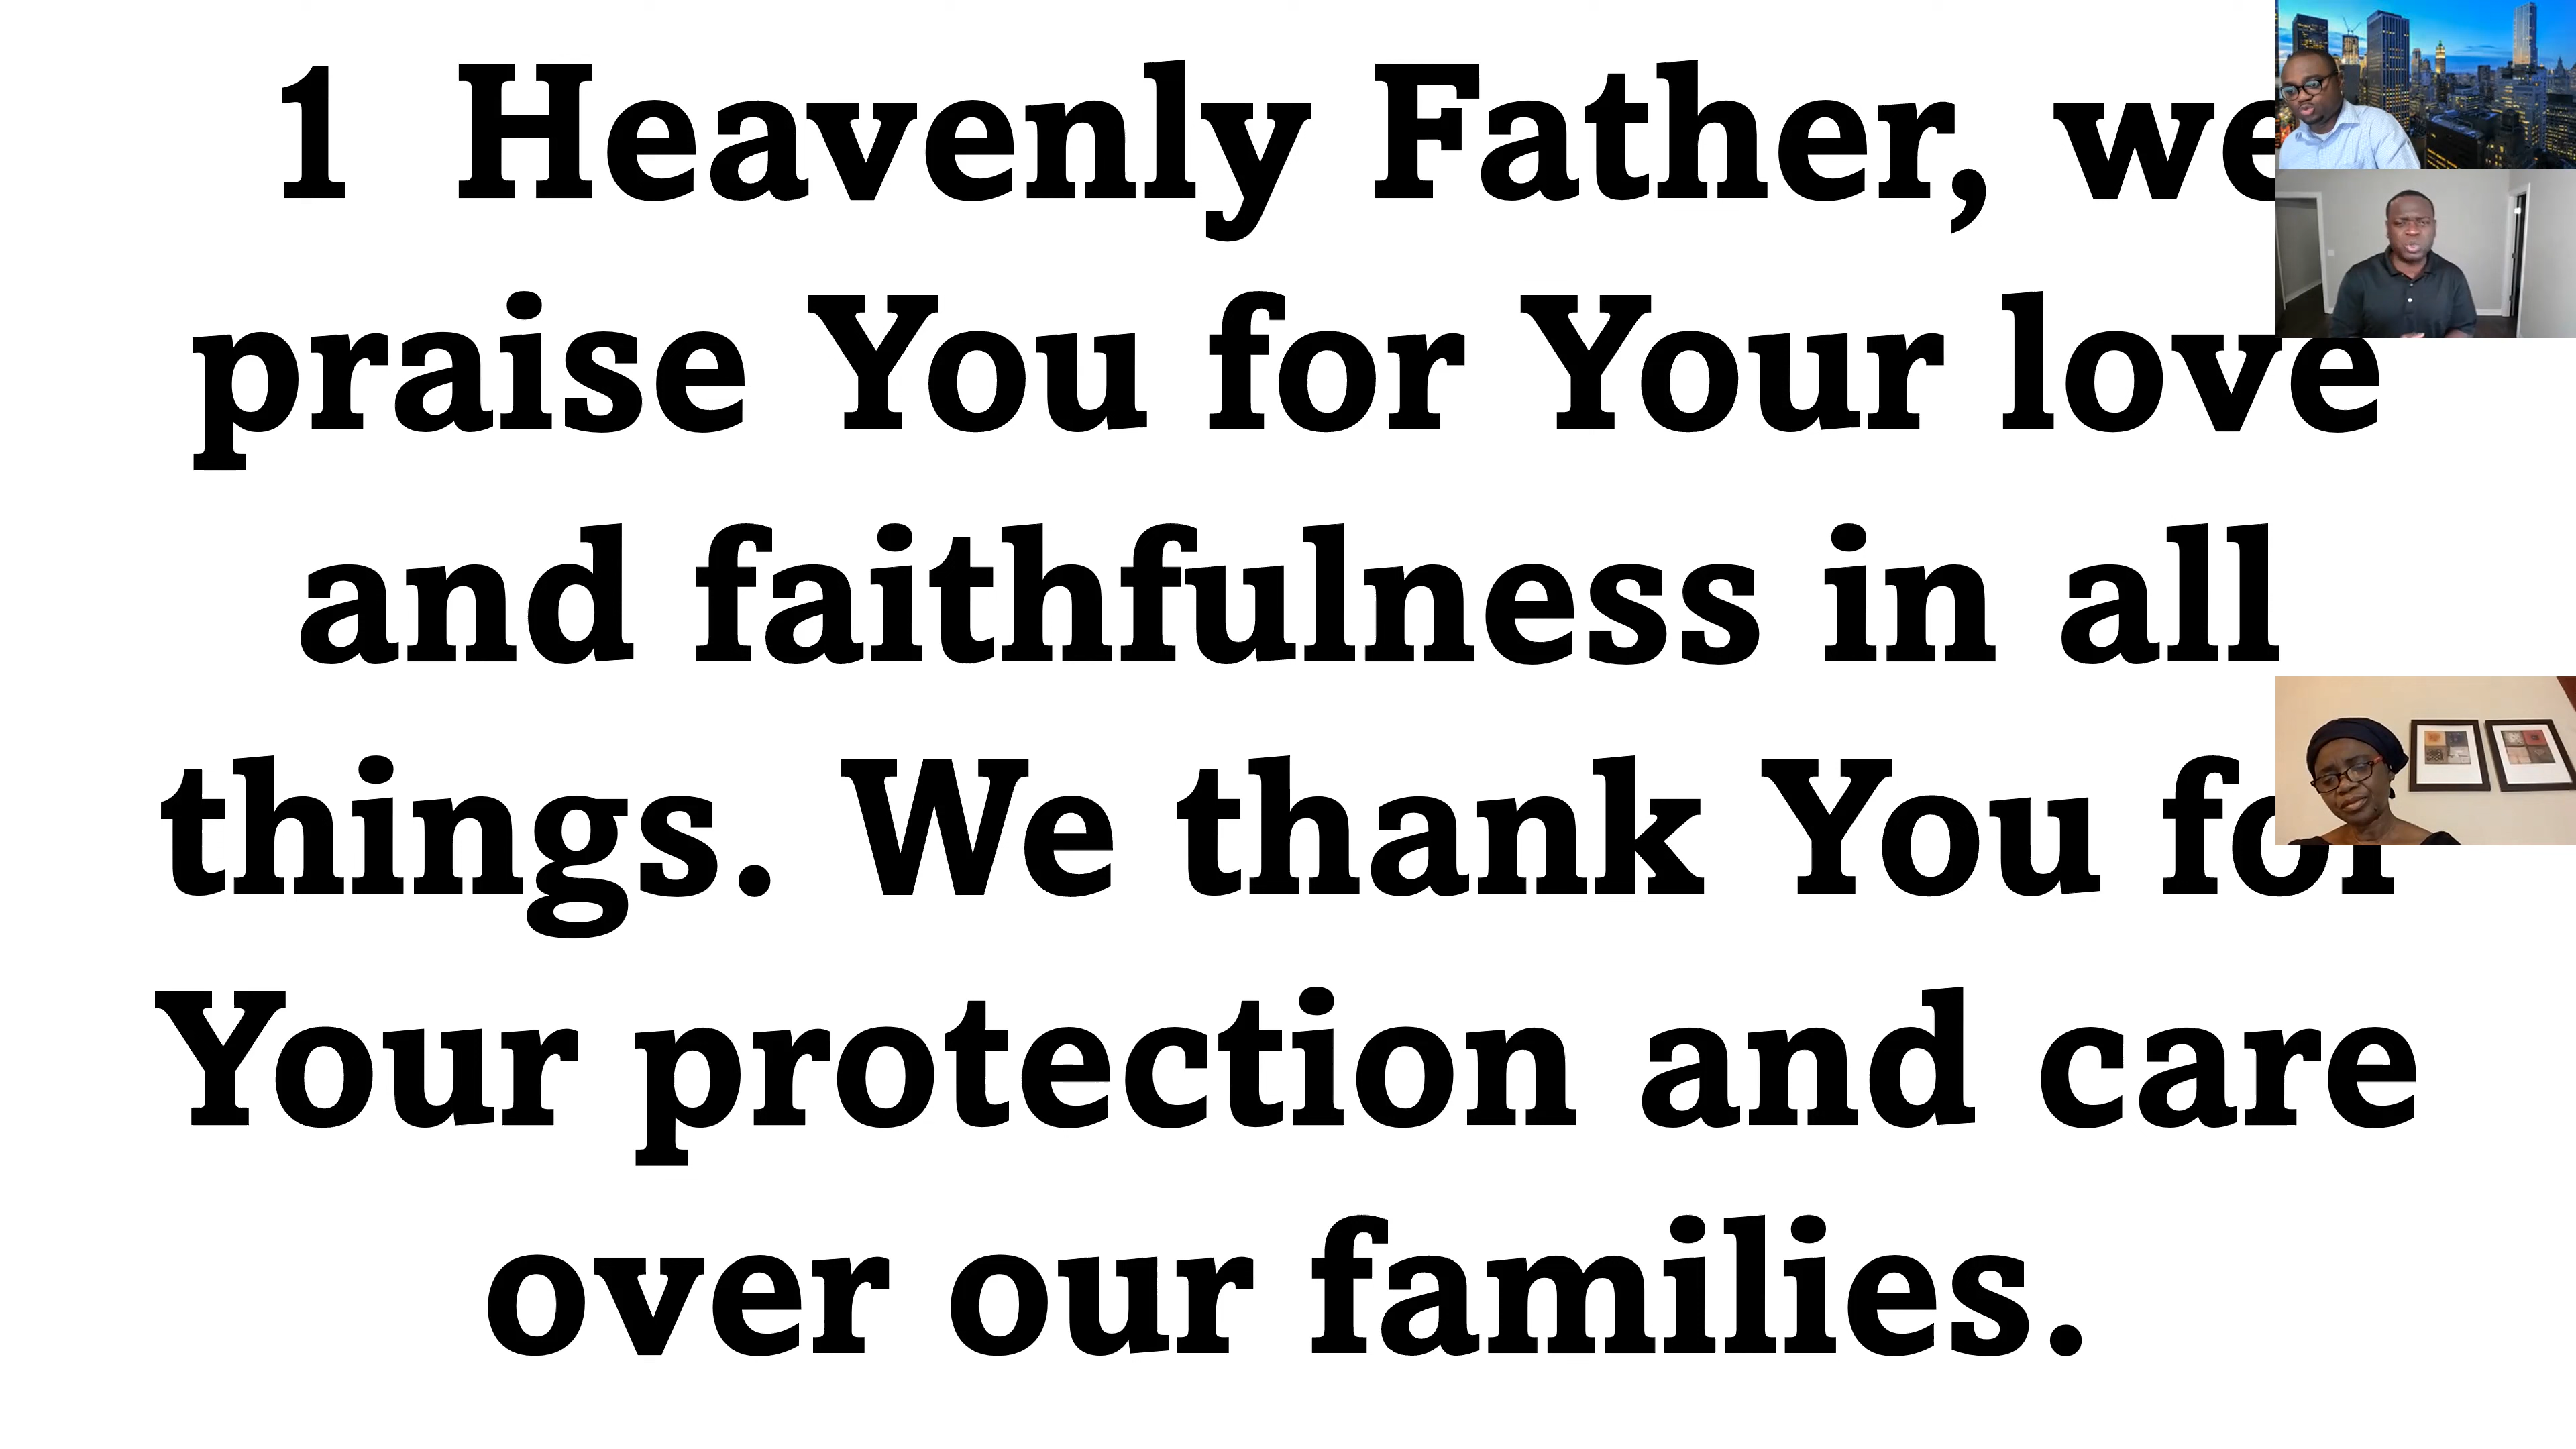 1 Heavenly Father, we
praise You for Your love
and faithfulness in all
things. We thank You for
Your protection and care
over our families.